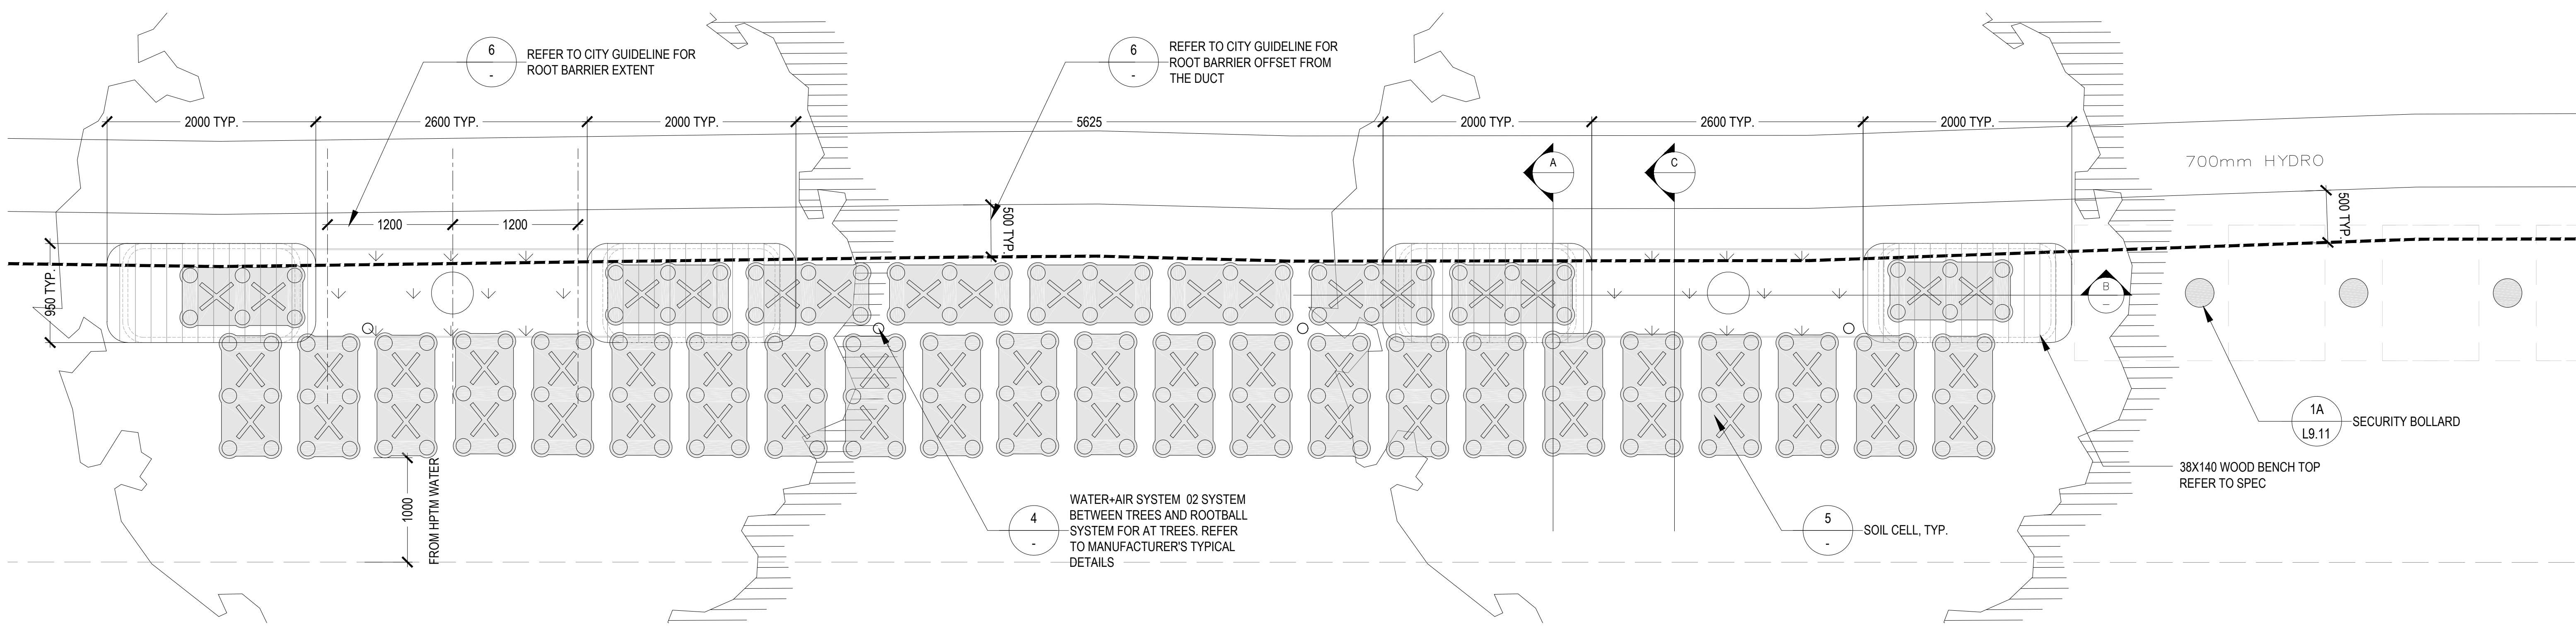 6
-
REFER TO CITY GUIDELINE FOR
ROOT BARRIER EXTENT
6
-
REFER TO CITY GUIDELINE FOR
ROOT BARRIER OFFSET FROM
THE DUCT
2000 TYP.
2600 TYP.
2000 TYP.
5625
2000 TYP.
2600 TYP.
2000 TYP.
A
C
700mm HYDRO
1200
1200
500 TYP.
500 TYP.
950 TYP.
B
-
1A
L9.11
SECURITY BOLLARD
38X140 WOOD BENCH TOP
REFER TO SPEC
1000
FROM HPTM WATER
4
-
WATER+AIR SYSTEM 02 SYSTEM
BETWEEN TREES AND ROOTBALL
SYSTEM FOR AT TREES. REFER
TO MANUFACTURER'S TYPICAL
DETAILS
5
-
SOIL CELL, TYP.